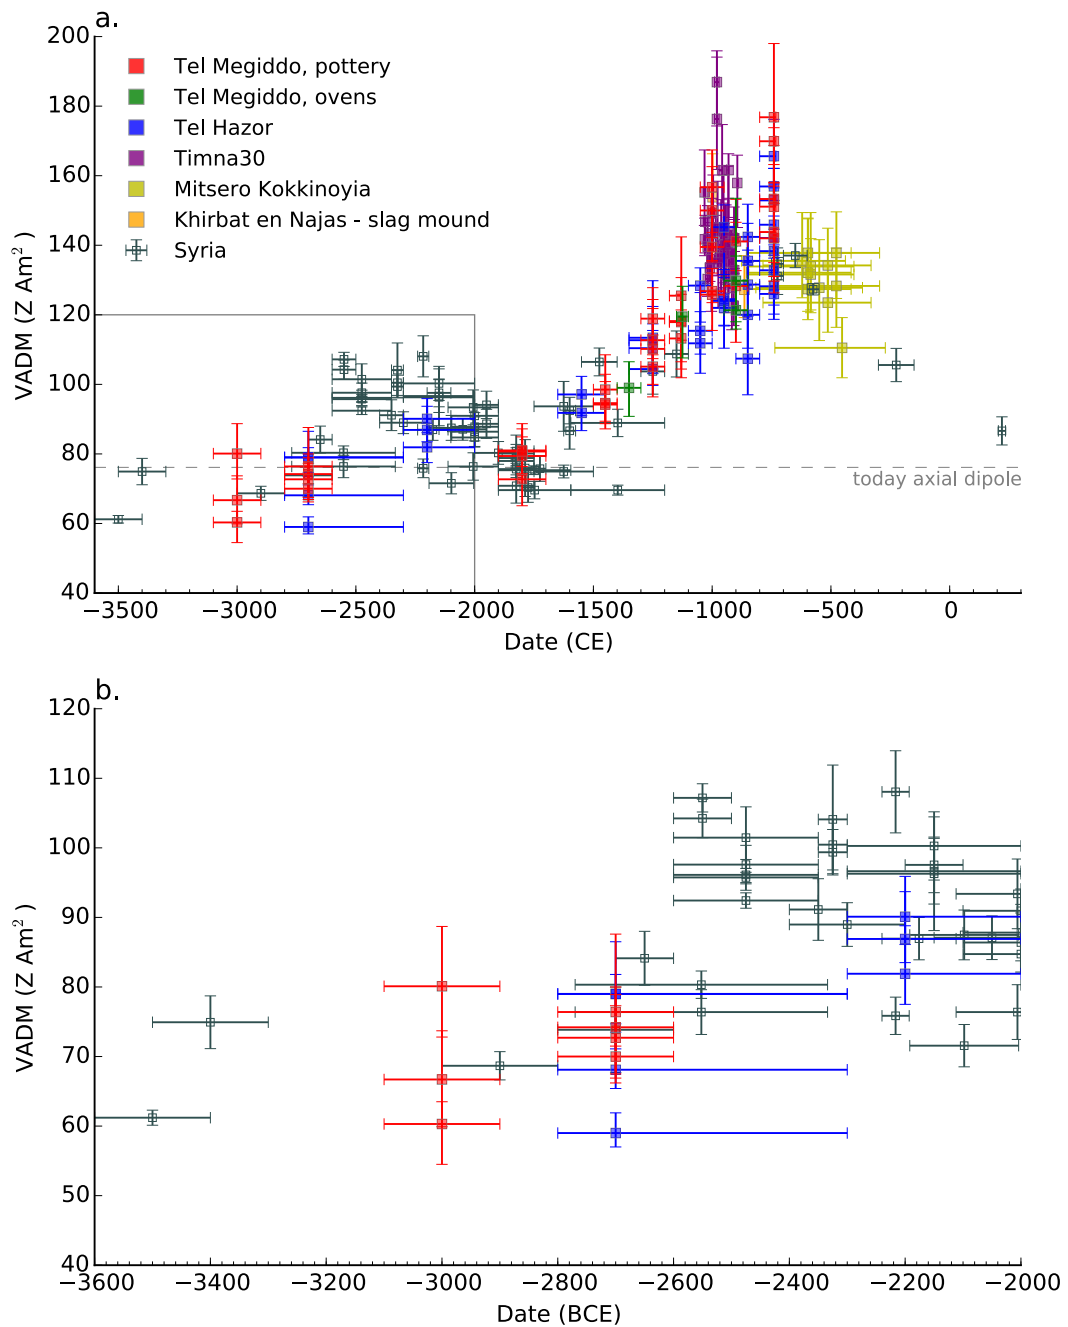 a.
200
180
160
140
120
100
80
60
40
VADM (Z Am²)
Tel Megiddo, pottery
Tel Megiddo, ovens
Tel Hazor
Timna30
Mitsero Kokkinoyia
Khirbat en Najas - slag mound
Syria
today axial dipole
−3500 −3000 −2500 −2000 −1500 −1000 −500 0
Date (CE)
b.
120
110
100
90
80
70
60
50
40
VADM (Z Am²)
−3600 −3400 −3200 −3000 −2800 −2600 −2400 −2200 −2000
Date (BCE)